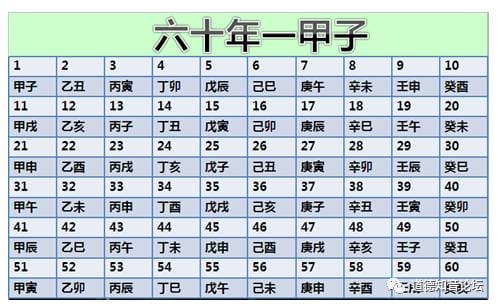 六十年一甲子
1 2 3 4 5 6 7 8 9 10
甲子 乙丑 丙寅 丁卯 戊辰 己巳 庚午 辛未 壬申 癸酉
11 12 13 14 15 16 17 18 19 20
甲戌 乙亥 丙子 丁丑 戊寅 己卯 庚辰 辛巳 壬午 癸未
21 22 23 24 25 26 27 28 29 30
甲申 乙酉 丙戌 丁亥 戊子 己丑 庚寅 辛卯 壬辰 癸巳
31 32 33 34 35 36 37 38 39 40
甲午 乙未 丙申 丁酉 戊戌 己亥 庚子 辛丑 壬寅 癸卯
41 42 43 44 45 46 47 48 49 50
甲辰 乙巳 丙午 丁未 戊申 己酉 庚戌 辛亥 壬子 癸丑
51 52 53 54 55 56 57 58 59 60
甲寅 乙卯 丙辰 丁巳 戊午 己未 庚申 辛酉
道德 论坛